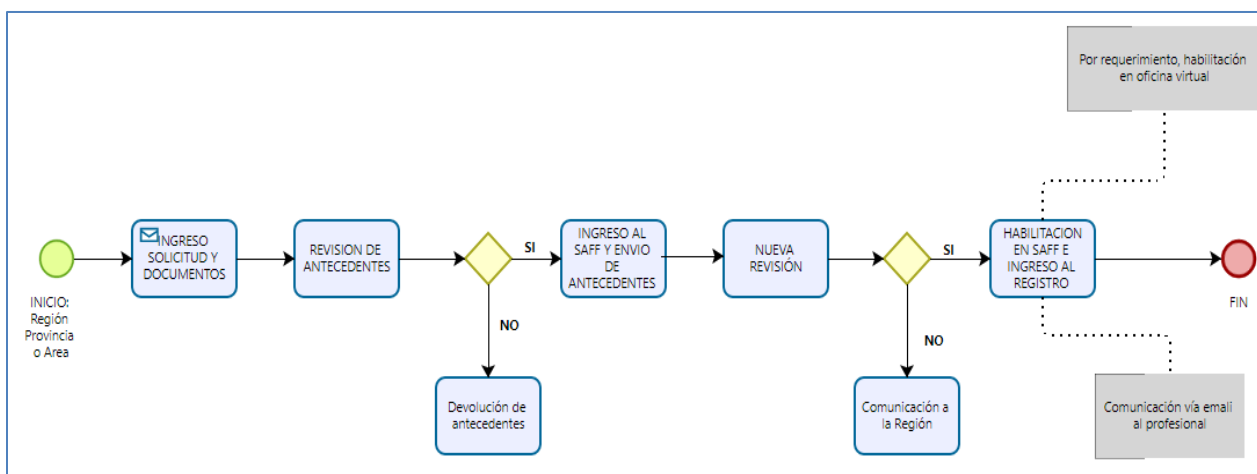 Por requerimiento, habilitación
en oficina virtual
INICIO:
Región
Provincia
o Area
INGRESO
SOLICITUD Y
DOCUMENTOS
REVISION DE
ANTECEDENTES
SI
NO
Devolución de
antecedentes
INGRESO AL
SAFF Y ENVIO
DE
ANTECEDENTES
NUEVA
REVISIÓN
SI
NO
Comunicación a
la Región
HABILITACION
EN SAFF E
INGRESO AL
REGISTRO
Comunicación vía emali
al profesional
FIN